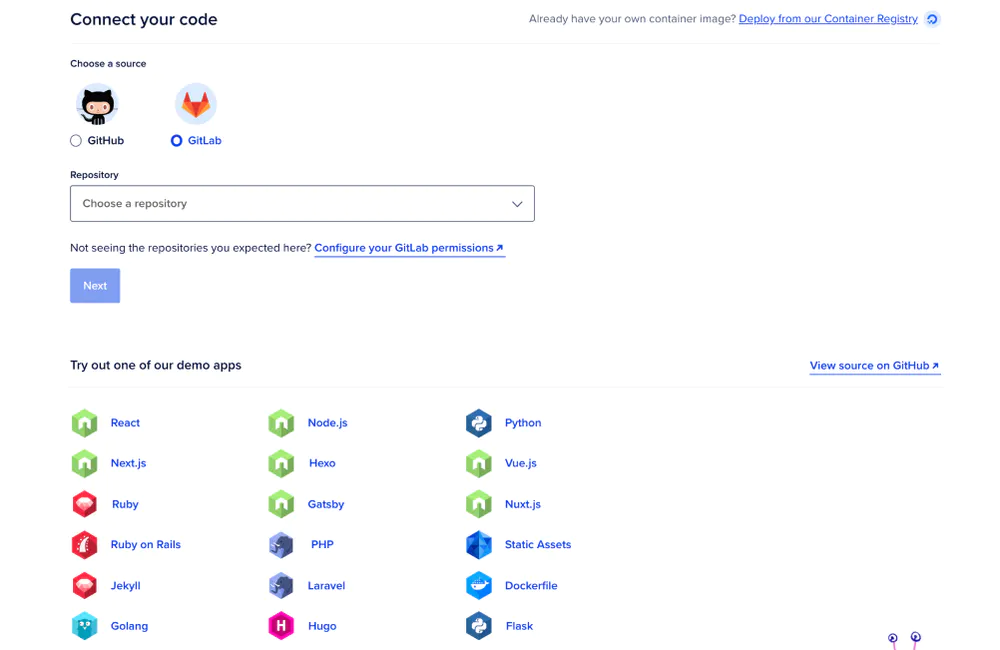 Connect your code
Already have your own container image? Deploy from our Container Registry
Choose a source
GitHub
GitLab
Repository
Choose a repository
Not seeing the repositories you expected here? Configure your GitLab permissions
Next
Try out one of our demo apps
View source on GitHub
React
Node.js
Python
Next.js
Hexo
Vue.js
Ruby
Gatsby
Nuxt.js
Ruby on Rails
PHP
Static Assets
Jekyll
Laravel
Dockerfile
Golang
H
Hugo
Flask